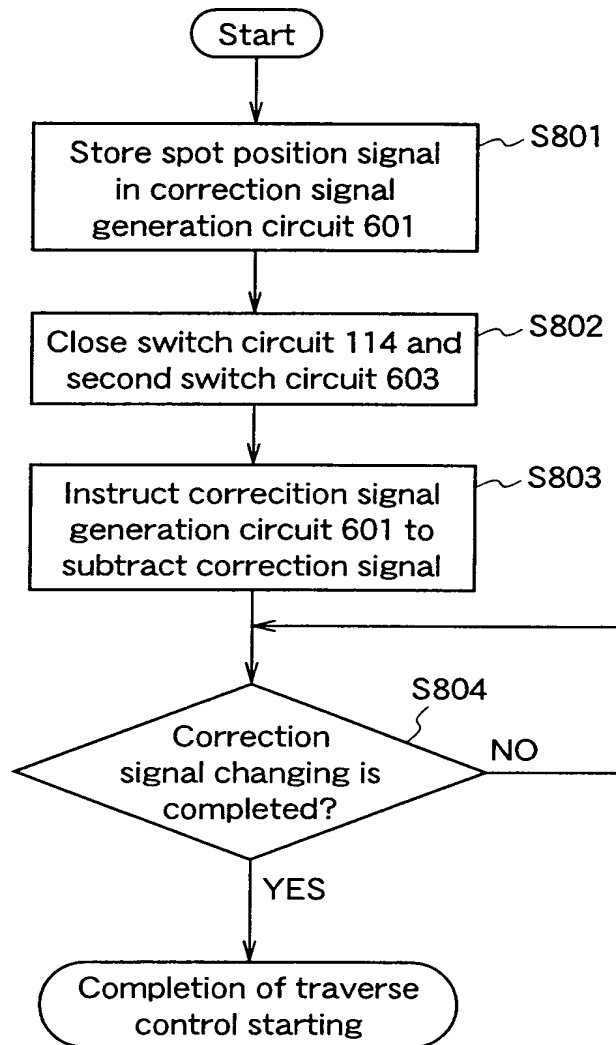 Start
S801
Store spot position signal
in correction signal
generation circuit 601
S802
Close switch circuit 114 and
second switch circuit 603
S803
Instruct correcition signal
generation circuit 601 to
subtract correction signal
S804
Correction
signal changing is
completed?
NO
YES
Completion of traverse
control starting